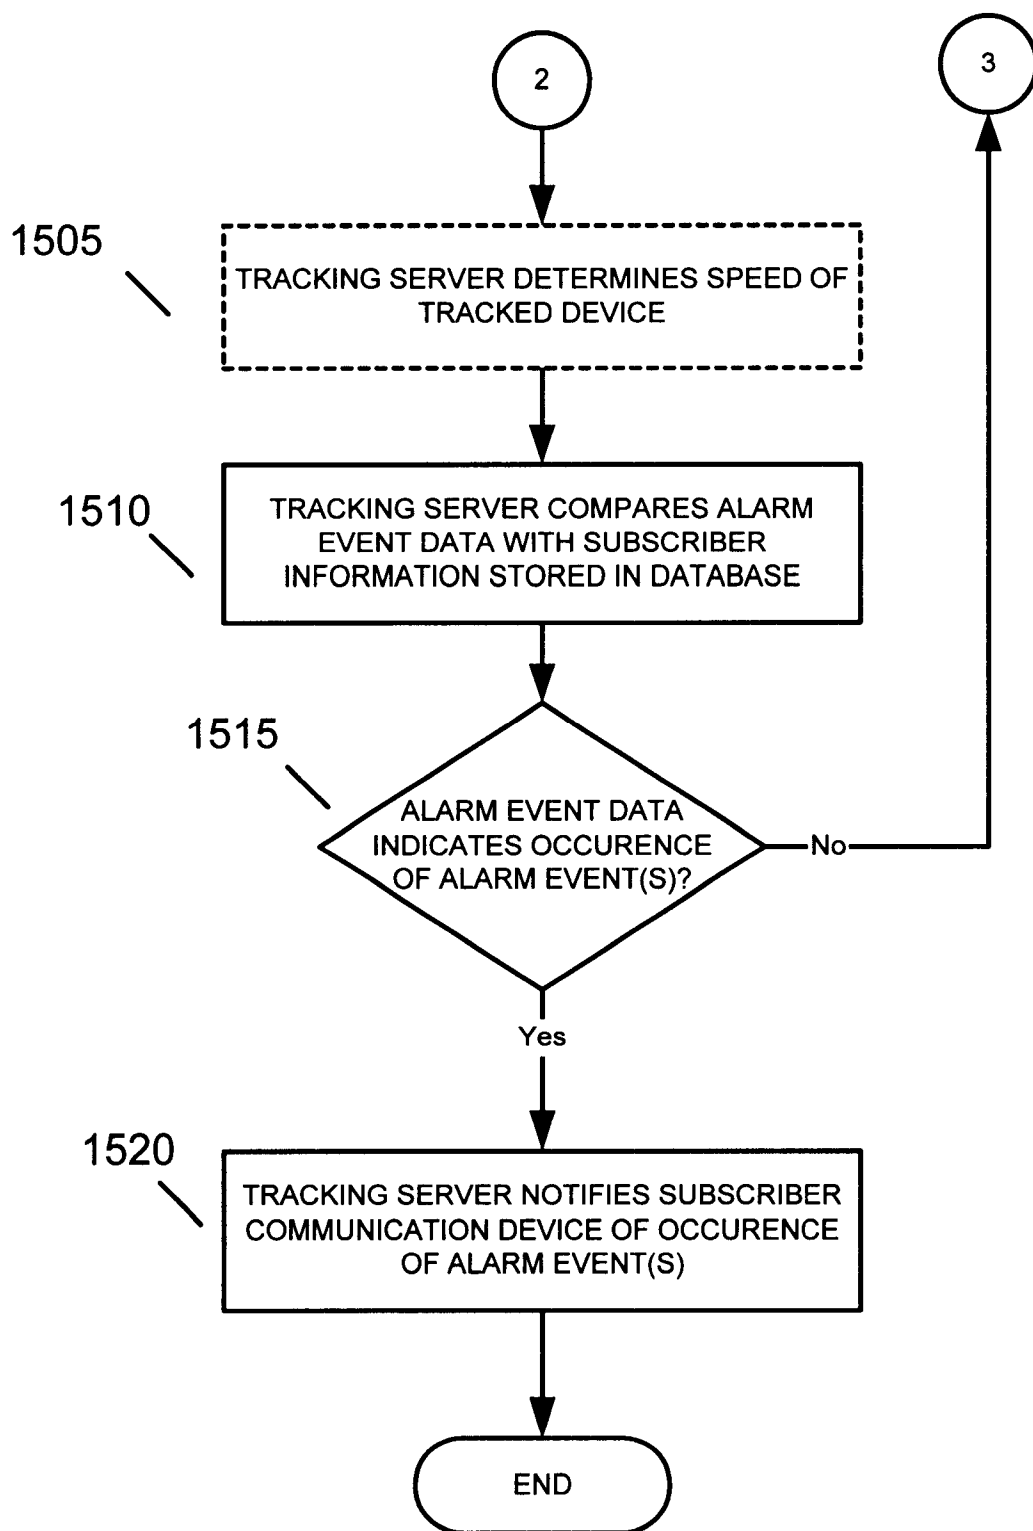 2
3
1505
TRACKING SERVER DETERMINES SPEED OF
TRACKED DEVICE
1510
TRACKING SERVER COMPARES ALARM
EVENT DATA WITH SUBSCRIBER
INFORMATION STORED IN DATABASE
1515
ALARM EVENT DATA
INDICATES OCCURENCE
OF ALARM EVENT(S)?
No
Yes
1520
TRACKING SERVER NOTIFIES SUBSCRIBER
COMMUNICATION DEVICE OF OCCURENCE
OF ALARM EVENT(S)
END